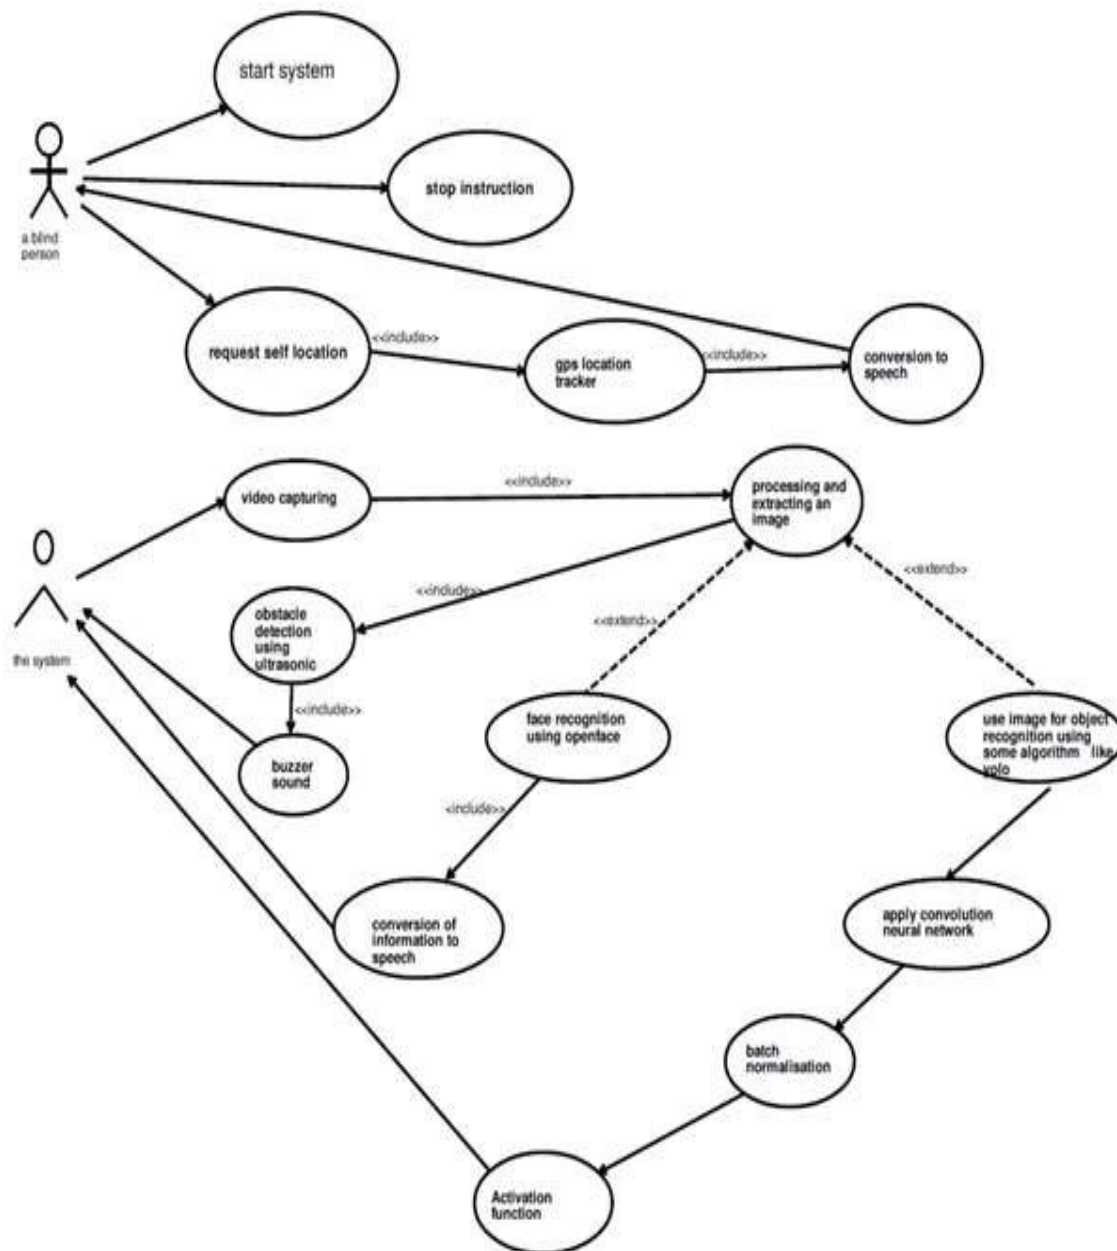 start system
stop instruction
a blind
person
<<include>>
request self location
<<include>>
gps location
tracker
conversion to
speech
video capturing
<<include>>
processing and
extracting an
image
<<include>>
<<extend>>
<<extend>>
obstacle
detection
using
ultrasonic
the system
<<include>>
face recognition
using openface
use image for object
recognition using
some algorithm like
yolo
buzzer
sound
<include>>
conversion of
information to
speech
apply convolution
neural network
batch
normalisation
Activation
function